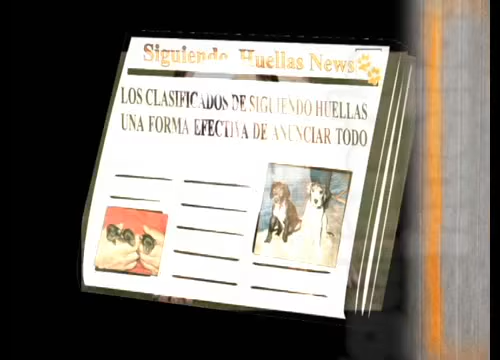 Siguiendo Huellas News
LOS CLASIFICADOS DE SIGUIENDO HUELLAS
UNA FORMA EFECTIVA DE ANUNCIAR TODO